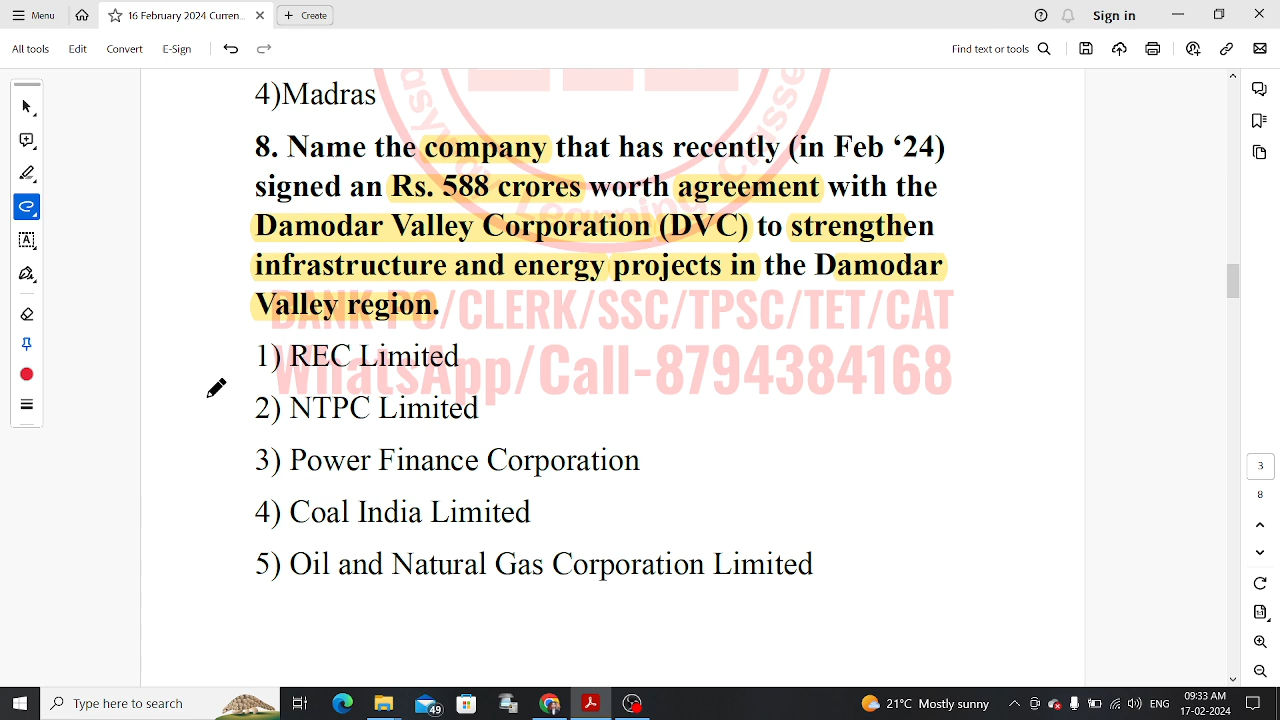 Menu
16 February 2024 Curren..
Create
Sign in
All tools Edit Convert E-Sign
Find text or tools
4)Madras
8. Name the company that has recently (in Feb ‘24)
signed an Rs. 588 crores worth agreement with the
Damodar Valley Corporation (DVC) to strengthen
infrastructure and energy projects in the Damodar
Valley region.
BANK-PO/CLERK/SSC/TPSC/TET/CAT
1) REC Limited
WhatsApp/Call-8794384168
2) NTPC Limited
3) Power Finance Corporation
4) Coal India Limited
5) Oil and Natural Gas Corporation Limited
3
8
Type here to search
49
21°C Mostly sunny
ENG
09:33 AM
17-02-2024